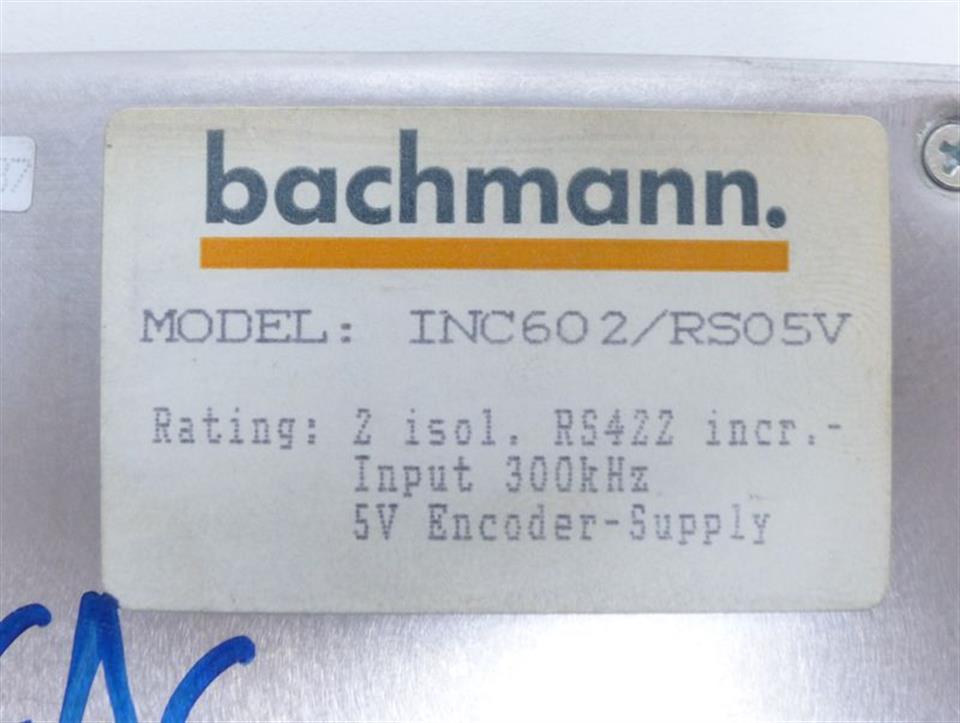 bachmann.
MODEL: INC602/RS05V
Rating: 2 isol. RS422 incr.-
Input 300kHz
5V Encoder-Supply